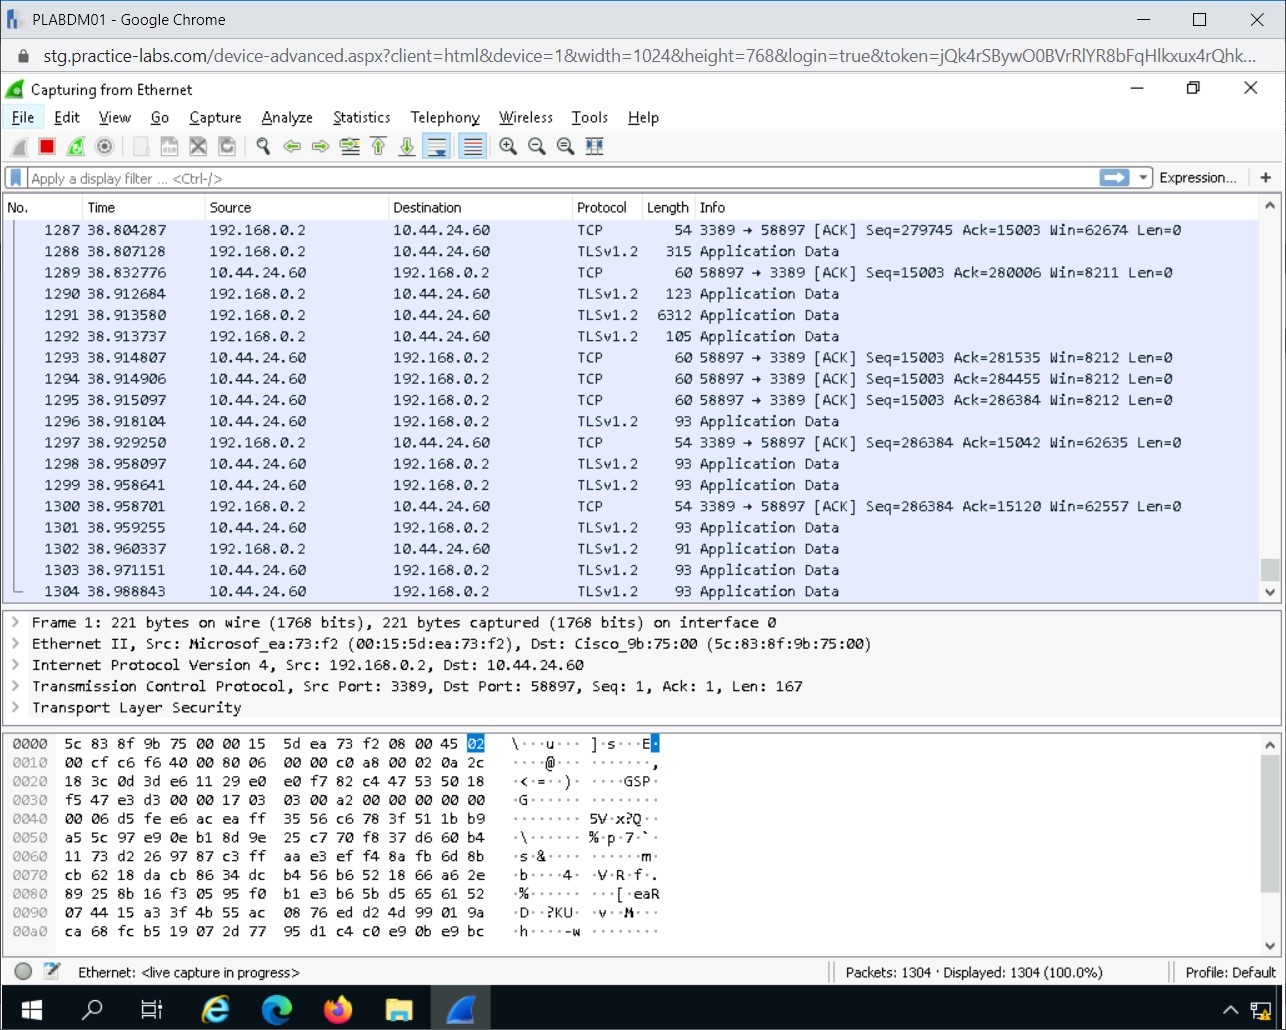 PLABDM01 - Google Chrome
stg.practice-labs.com/device-advanced.aspx?client=html&device=1&width=1024&height=768&login=true&token=jQk4rSBywO0BVrRlYR8bFqHlkxux4rQhk...
Capturing from Ethernet
File Edit View Go Capture Statistics Analyze Telephony Wireless Tools Help
Apply a display filter ... <Ctrl-/> Expression... +
No. Time Source Destination Protocol Length Info
1287 38.804287 192.168.0.2 10.44.24.60 TCP 54 3389 → 58897 [ACK] Seq=279745 Ack=15003 Win=62674 Len=0
1288 38.807128 192.168.0.2 10.44.24.60 TLSv1.2 315 Application Data
1289 38.832776 10.44.24.60 192.168.0.2 TCP 60 58897 → 3389 [ACK] Seq=15003 Ack=280006 Win=8211 Len=0
1290 38.912684 192.168.0.2 10.44.24.60 TLSv1.2 123 Application Data
1291 38.913580 192.168.0.2 10.44.24.60 TLSv1.2 6312 Application Data
1292 38.913737 192.168.0.2 10.44.24.60 TLSv1.2 105 Application Data
1293 38.914807 10.44.24.60 192.168.0.2 TCP 60 58897 → 3389 [ACK] Seq=15003 Ack=281535 Win=8212 Len=0
1294 38.914906 10.44.24.60 192.168.0.2 TCP 60 58897 → 3389 [ACK] Seq=15003 Ack=284455 Win=8212 Len=0
1295 38.915097 10.44.24.60 192.168.0.2 TCP 60 58897 → 3389 [ACK] Seq=15003 Ack=286384 Win=8212 Len=0
1296 38.918104 10.44.24.60 192.168.0.2 TLSv1.2 93 Application Data
1297 38.929250 192.168.0.2 10.44.24.60 TCP 54 3389 → 58897 [ACK] Seq=286384 Ack=15042 Win=62635 Len=0
1298 38.958097 10.44.24.60 192.168.0.2 TLSv1.2 93 Application Data
1299 38.958641 10.44.24.60 192.168.0.2 TLSv1.2 93 Application Data
1300 38.958701 192.168.0.2 10.44.24.60 TCP 54 3389 → 58897 [ACK] Seq=286384 Ack=15120 Win=62557 Len=0
1301 38.959255 10.44.24.60 192.168.0.2 TLSv1.2 93 Application Data
1302 38.960337 192.168.0.2 10.44.24.60 TLSv1.2 91 Application Data
1303 38.971151 10.44.24.60 192.168.0.2 TLSv1.2 93 Application Data
1304 38.988843 10.44.24.60 192.168.0.2 TLSv1.2 93 Application Data
Frame 1: 221 bytes on wire (1768 bits), 221 bytes captured (1768 bits) on interface 0
Ethernet II, Src: Microsof_ea:73:f2 (00:15:5d:ea:73:f2), Dst: Cisco_9b:75:00 (5c:83:8f:9b:75:00)
Internet Protocol Version 4, Src: 192.168.0.2, Dst: 10.44.24.60
Transmission Control Protocol, Src Port: 3389, Dst Port: 58897, Seq: 1, Ack: 1, Len: 167
Transport Layer Security
0000 5c 83 8f 9b 75 00 00 15 5d ea 73 f2 08 00 45 02 \···u··· ]·s···E·
0010 00 cf c6 f6 40 00 80 06 00 00 c0 a8 00 02 0a 2c ····@··· ·······,
0020 18 3c 0d 3d e6 11 29 e0 e0 f7 82 c4 47 53 50 18 ·<·=··)· ····GSP·
0030 f5 47 e3 d3 00 00 17 03 03 00 a2 00 00 00 00 00 ·G······ ········
0040 00 06 d5 fe e6 ac ea ff 35 56 c6 78 3f 51 1b b9 ········ 5V·x?Q··
0050 a5 5c 97 e9 0e b1 8d 9e 25 c7 70 f8 37 d6 60 b4 ·\······ %·p·7·`·
0060 11 73 d2 26 97 87 c3 ff aa e3 ef f4 8a fb 6d 8b ·s·&···· ······m·
0070 cb 62 18 da cb 86 34 dc b4 56 b6 52 18 66 a6 2e ·b····4· ·V·R·f·.
0080 89 25 8b 16 f3 05 95 f0 b1 e3 b6 5b d5 65 61 52 ·%······ ···[·eaR
0090 07 44 15 a3 3f 4b 55 ac 08 76 ed d2 4d 99 01 9a ·D··?KU· ·v··M···
00a0 ca 68 fc b5 19 07 2d 77 95 d1 c4 c0 e9 0b e9 bc ·h····-w ········
Ethernet: <live capture in progress> Packets: 1304 · Displayed: 1304 (100.0%) Profile: Default